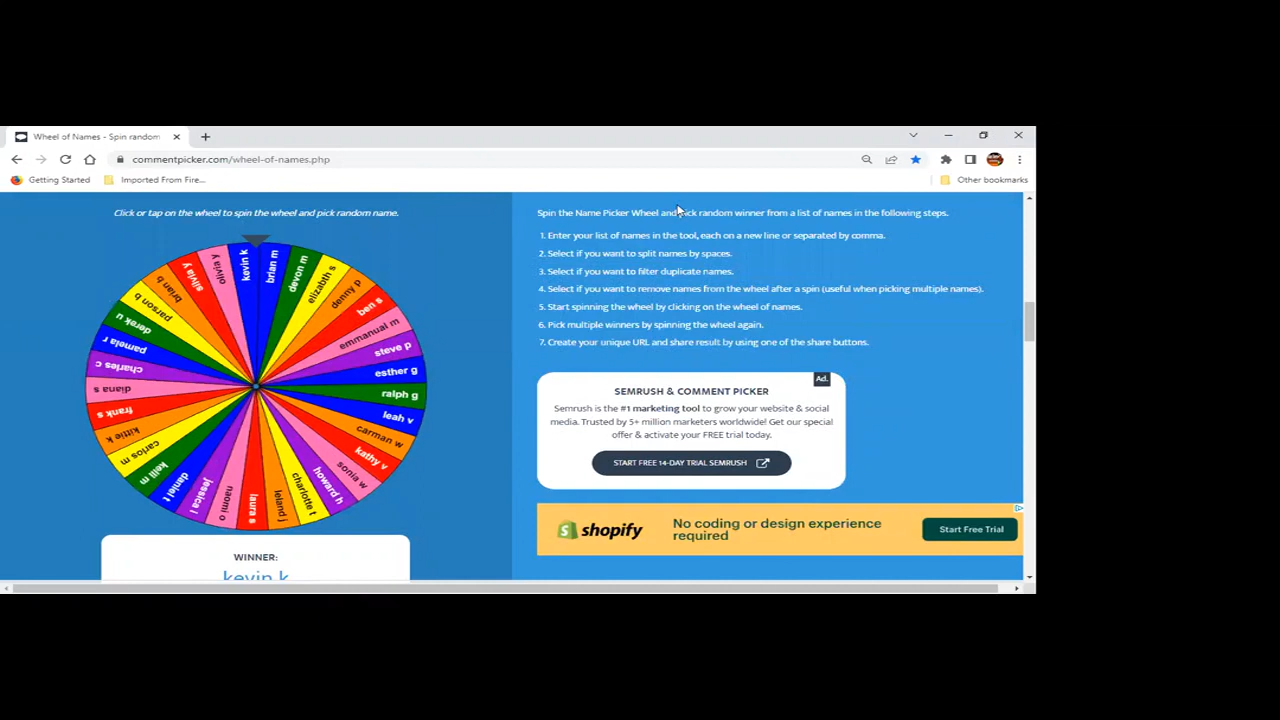 Wheel of Names - Spin random
commentpicker.com/wheel-of-names.php
Getting Started
Imported From Fire...
Other bookmarks
Click or tap on the wheel to spin the wheel and pick random name.
kevin k
brian m
devon m
elizabth s
denny p
ben s
emmanual m
steve p
esther g
ralph g
leah v
carman w
kathy v
sonia w
howard h
charlotte t
leland j
laura s
naomi o
daniel t
kelli m
carlos m
kittie k
frank s
diana s
charles c
pamela r
derek u
parson b
brian b
silvia y
olivia y
WINNER:
kevin k
Spin the Name Picker Wheel and pick random winner from a list of names in the following steps.
1. Enter your list of names in the tool, each on a new line or separated by comma.
2. Select if you want to split names by spaces.
3. Select if you want to filter duplicate names.
4. Select if you want to remove names from the wheel after a spin (useful when picking multiple names).
5. Start spinning the wheel by clicking on the wheel of names.
6. Pick multiple winners by spinning the wheel again.
7. Create your unique URL and share result by using one of the share buttons.
Ad.
SEMRUSH & COMMENT PICKER
Semrush is the #1 marketing tool to grow your website & social
media. Trusted by 5+ million marketers worldwide! Get our special
offer & activate your FREE trial today.
START FREE 14-DAY TRIAL SEMRUSH
shopify
No coding or design experience
required
Start Free Trial